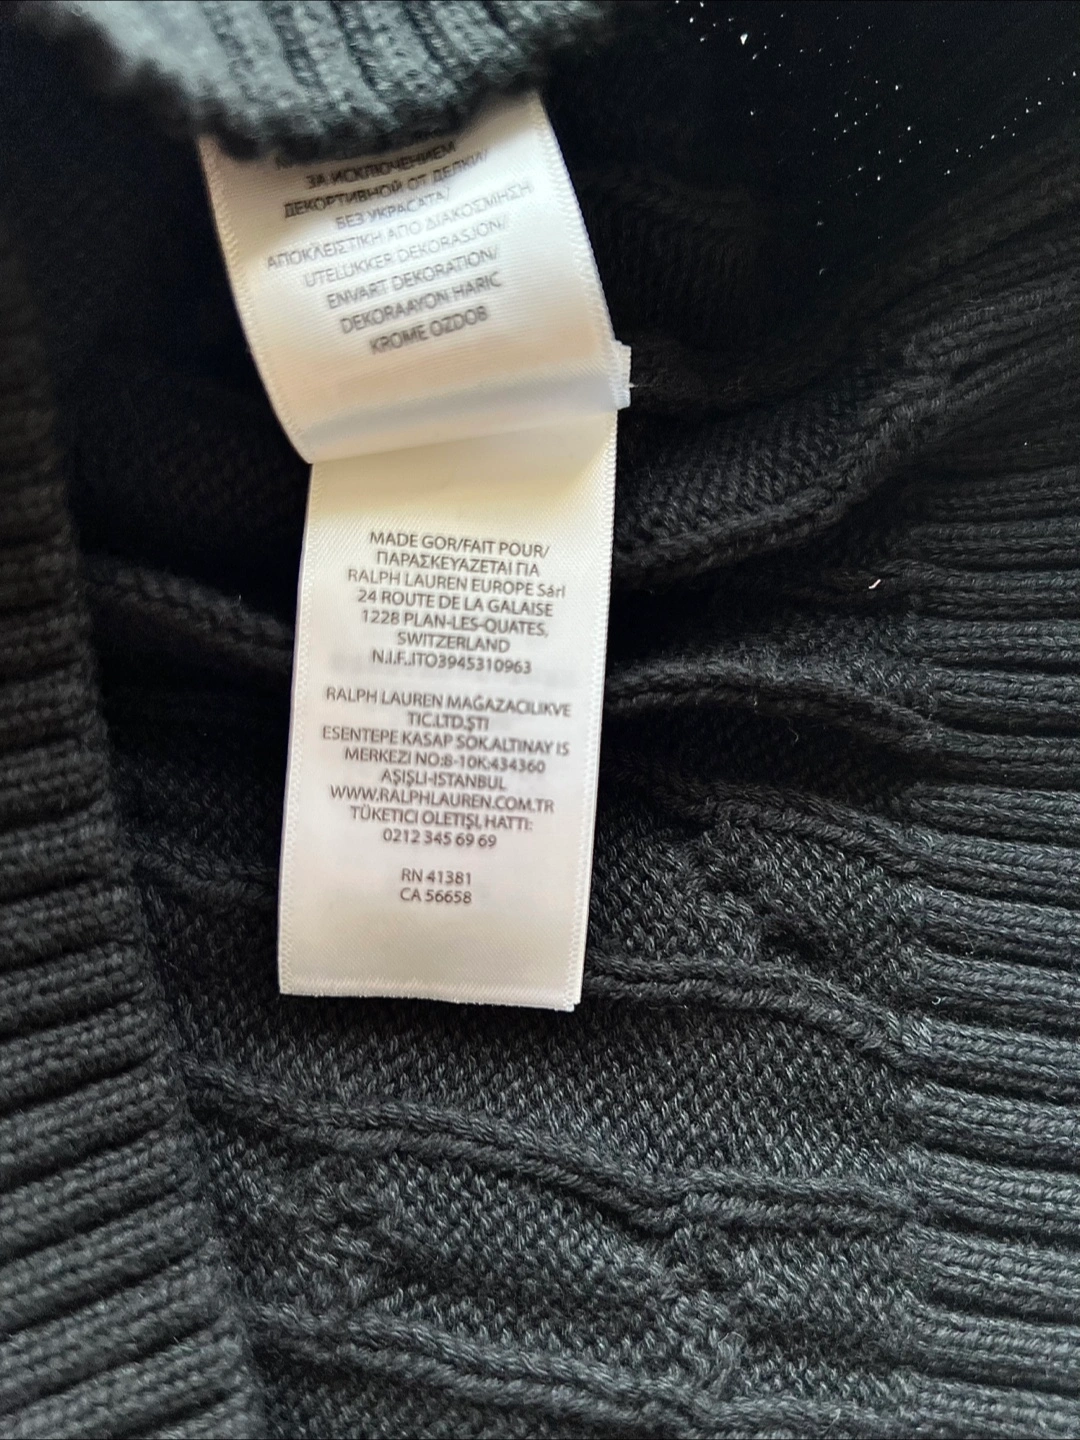 ЗА ИСКЛЮЧЕНИЕМ
ДЕКОРТИВНОЙ ОТ ДЕЛКИ/
БЕЗ УКРАСАТА/
ΑΠΟΚΛΕΙΣΤΙΚΗ ΑΠΟ ΔΙΑΚΟΣΜΗΣΗ
UTELUKKER DEKORASJON/
ENVART DEKORATION/
DEKORAAYON HARIC
KROME OZDOB
MADE GOR/FAIT POUR/
ΠΑΡΑΣΚΕΥΑΖΕΤΑΙ ΓΙΑ
RALPH LAUREN EUROPE Sárl
24 ROUTE DE LA GALAISE
1228 PLAN-LES-QUATES,
SWITZERLAND
N.I.F..ITO3945310963
RALPH LAUREN MAĞAZACILIKVE
TIC.LTD.ŞTI
ESENTEPE KASAP SOK.ALTINAY IS
MERKEZI NO:8-10K:434360
AŞIŞLI-ISTANBUL
WWW.RALPHLAUREN.COM.TR
TÜKETICI OLETIŞI, HATTI:
0212 345 69 69
RN 41381
CA 56658